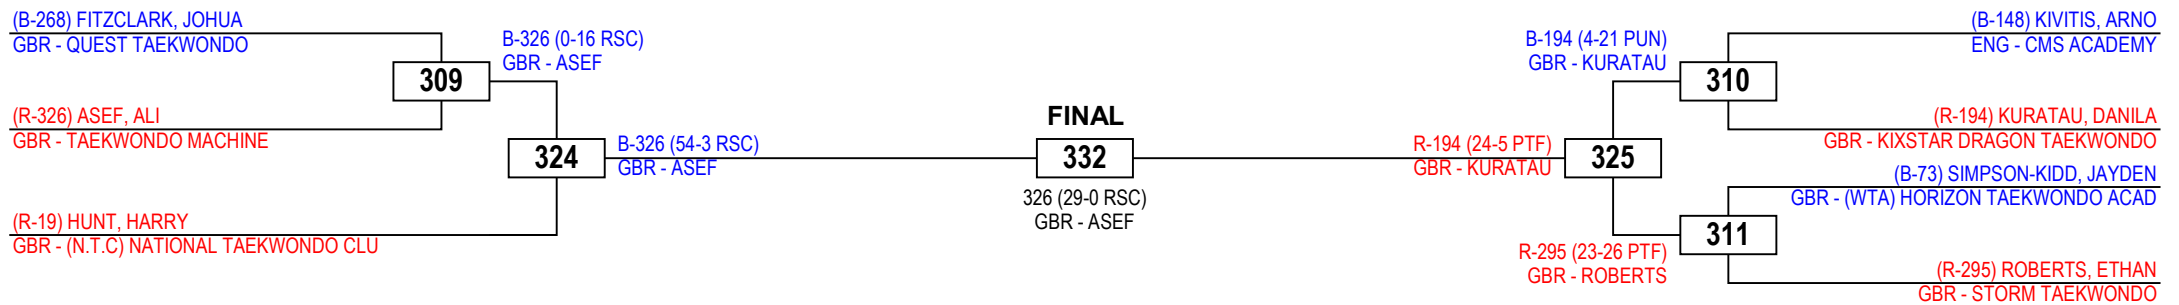 (B-268) FITZCLARK, JOHUA
GBR - QUEST TAEKWONDO
309
(R-326) ASEF, ALI
GBR - TAEKWONDO MACHINE
B-326 (0-16 RSC)
GBR - ASEF
324
(R-19) HUNT, HARRY
GBR - (N.T.C) NATIONAL TAEKWONDO CLU
B-326 (54-3 RSC)
GBR - ASEF
FINAL
332
326 (29-0 RSC)
GBR - ASEF
R-194 (24-5 PTF)
GBR - KURATAU
325
B-194 (4-21 PUN)
GBR - KURATAU
R-295 (23-26 PTF)
GBR - ROBERTS
(B-148) KIVITIS, ARNO
ENG - CMS ACADEMY
310
(R-194) KURATAU, DANILA
GBR - KIXSTAR DRAGON TAEKWONDO
(B-73) SIMPSON-KIDD, JAYDEN
GBR - (WTA) HORIZON TAEKWONDO ACAD
311
(R-295) ROBERTS, ETHAN
GBR - STORM TAEKWONDO